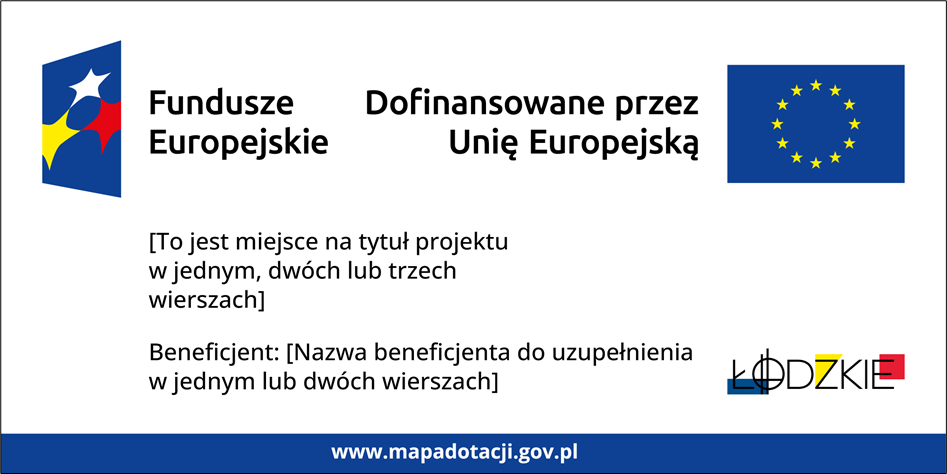 Fundusze
Europejskie
Dofinansowane przez
Unię Europejską
[To jest miejsce na tytuł projektu
w jednym, dwóch lub trzech
wierszach]
Beneficjent: [Nazwa beneficjenta do uzupełnienia
w jednym lub dwóch wierszach]
ŁÓDZKIE
www.mapadotacji.gov.pl